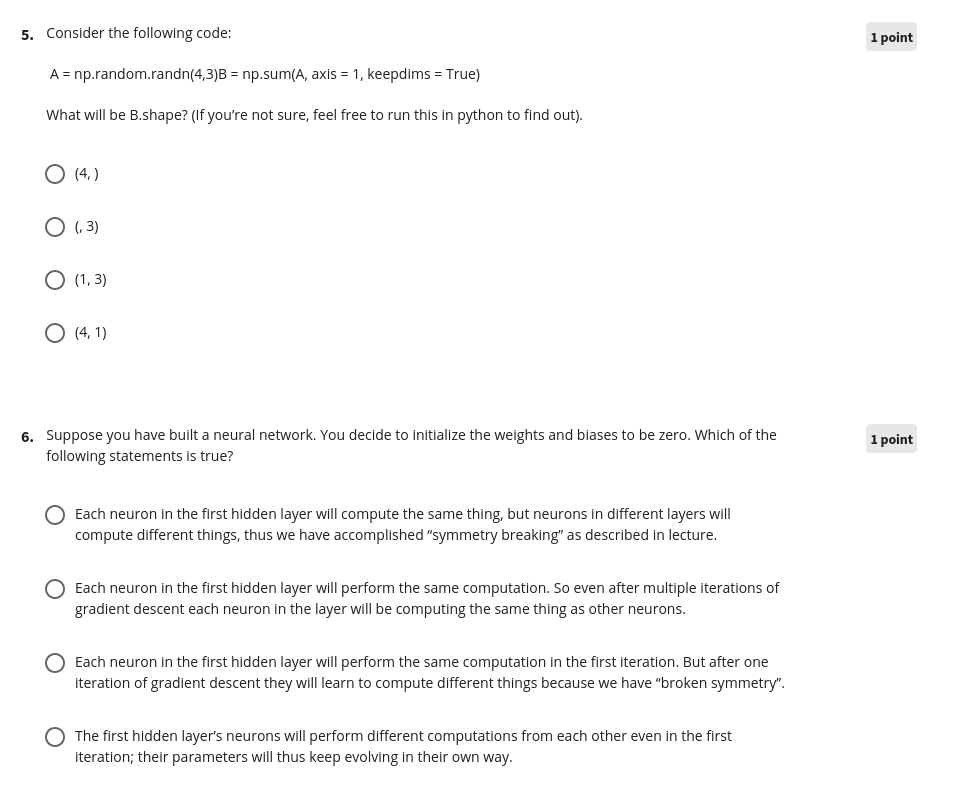 5. Consider the following code: 1 point
A = np.random.randn(4,3)B = np.sum(A, axis = 1, keepdims = True)
What will be B.shape? (If you’re not sure, feel free to run this in python to find out).
(4, )
(, 3)
(1, 3)
(4, 1)
6. Suppose you have built a neural network. You decide to initialize the weights and biases to be zero. Which of the 1 point
following statements is true?
Each neuron in the first hidden layer will compute the same thing, but neurons in different layers will
compute different things, thus we have accomplished “symmetry breaking” as described in lecture.
Each neuron in the first hidden layer will perform the same computation. So even after multiple iterations of
gradient descent each neuron in the layer will be computing the same thing as other neurons.
Each neuron in the first hidden layer will perform the same computation in the first iteration. But after one
iteration of gradient descent they will learn to compute different things because we have “broken symmetry”.
The first hidden layer’s neurons will perform different computations from each other even in the first
iteration; their parameters will thus keep evolving in their own way.